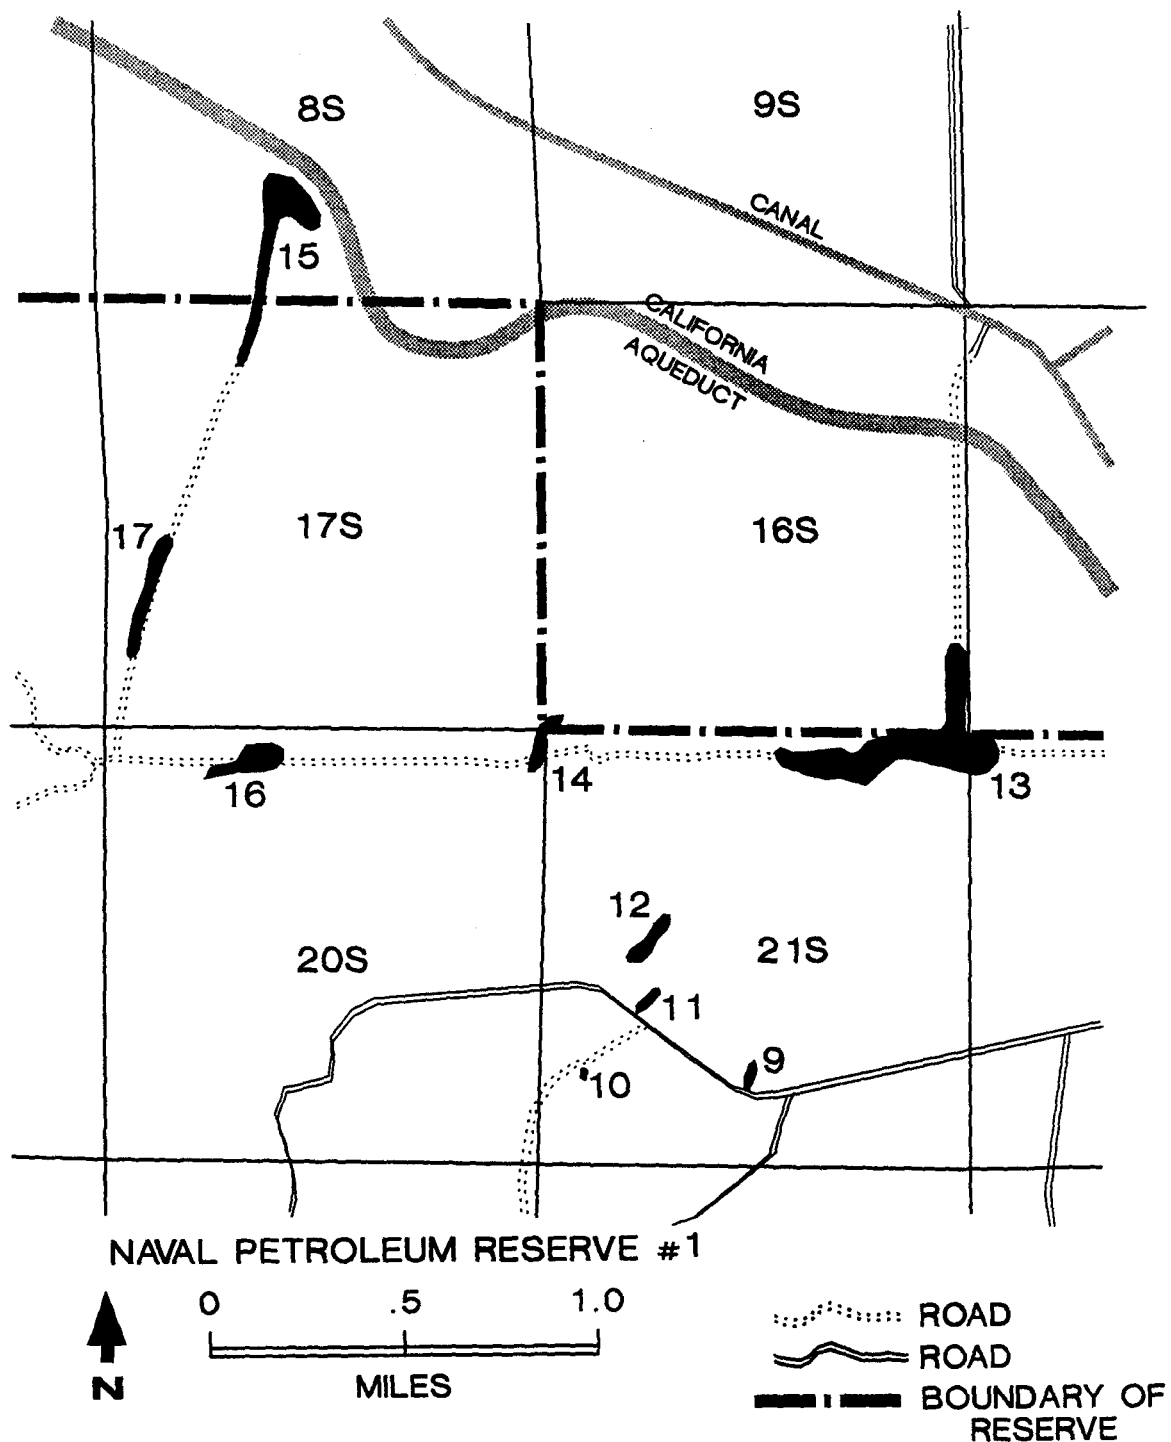 8S
9S
CANAL
15
CALIFORNIA
AQUEDUCT
17
17S
16S
16
14
13
12
20S
21S
11
9
10
NAVAL PETROLEUM RESERVE #1
0 .5 1.0
MILES
N
ROAD
ROAD
BOUNDARY OF
RESERVE